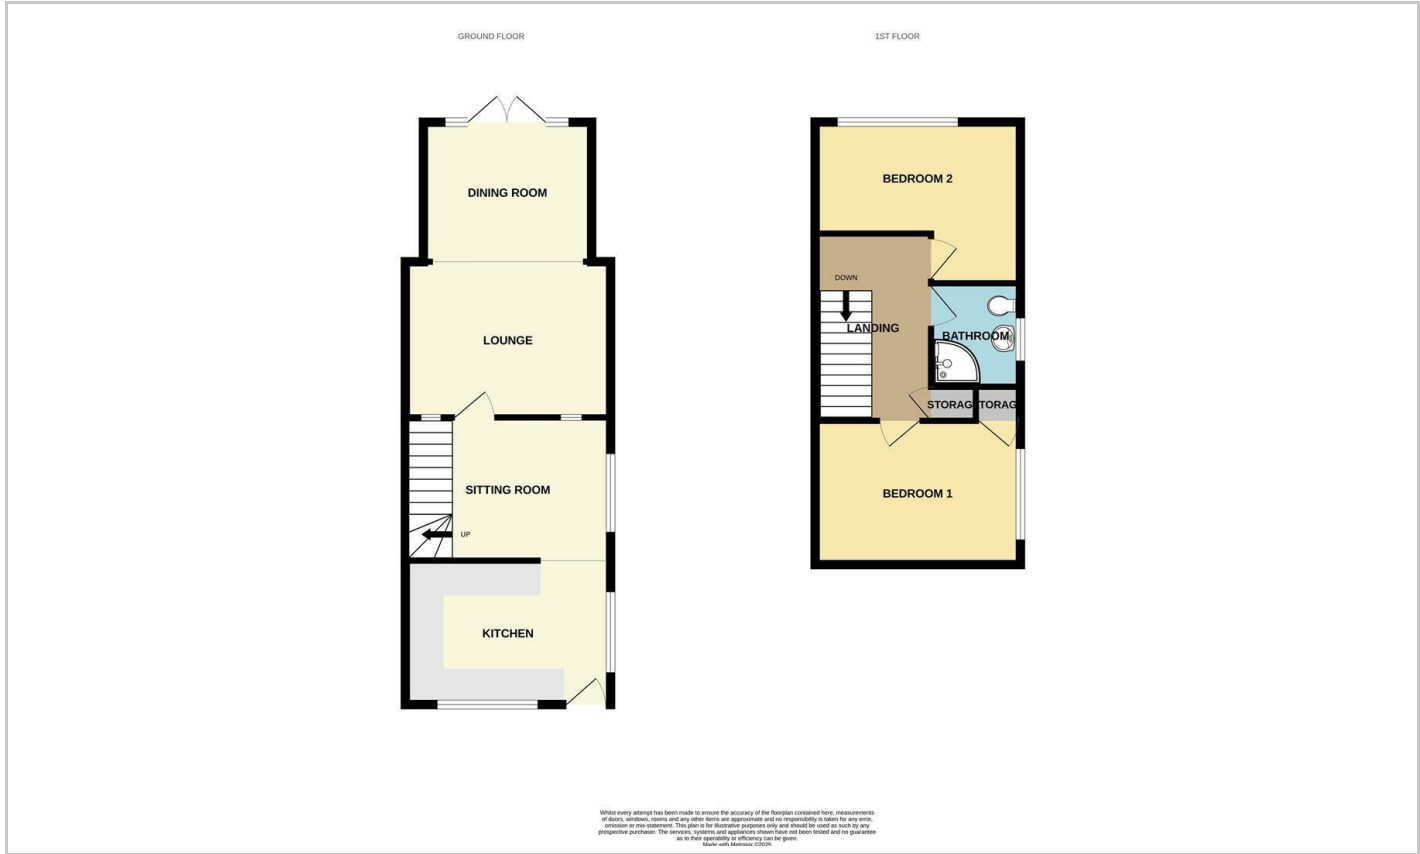 GROUND FLOOR
1ST FLOOR
DINING ROOM
LOUNGE
SITTING ROOM
UP
KITCHEN
BEDROOM 2
DOWN
LANDING
BATHROOM
STORAG
TORAG
BEDROOM 1
Whilst every attempt has been made to ensure the accuracy of the floorplan contained here, measurements
of doors, windows, rooms and any other items are approximate and no responsibility is taken for any error,
omission or mis-statement. This plan is for illustrative purposes only and should be used as such by any
prospective purchaser. The services, systems and appliances shown have not been tested and no guarantee
as to their operability or efficiency can be given.
Made with Metropix ©2025